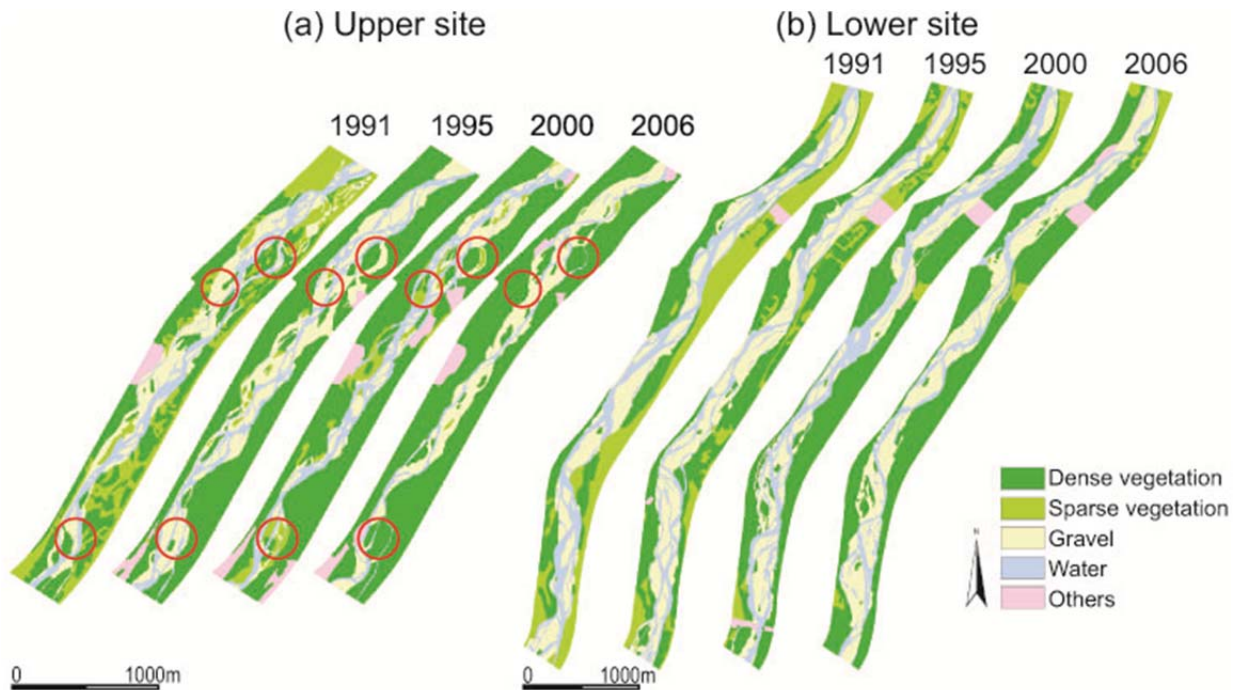 (a) Upper site
(b) Lower site
1991 1995 2000 2006
1991 1995 2000 2006
Dense vegetation
Sparse vegetation
Gravel
Water
Others
N
0 1000m
0 1000m